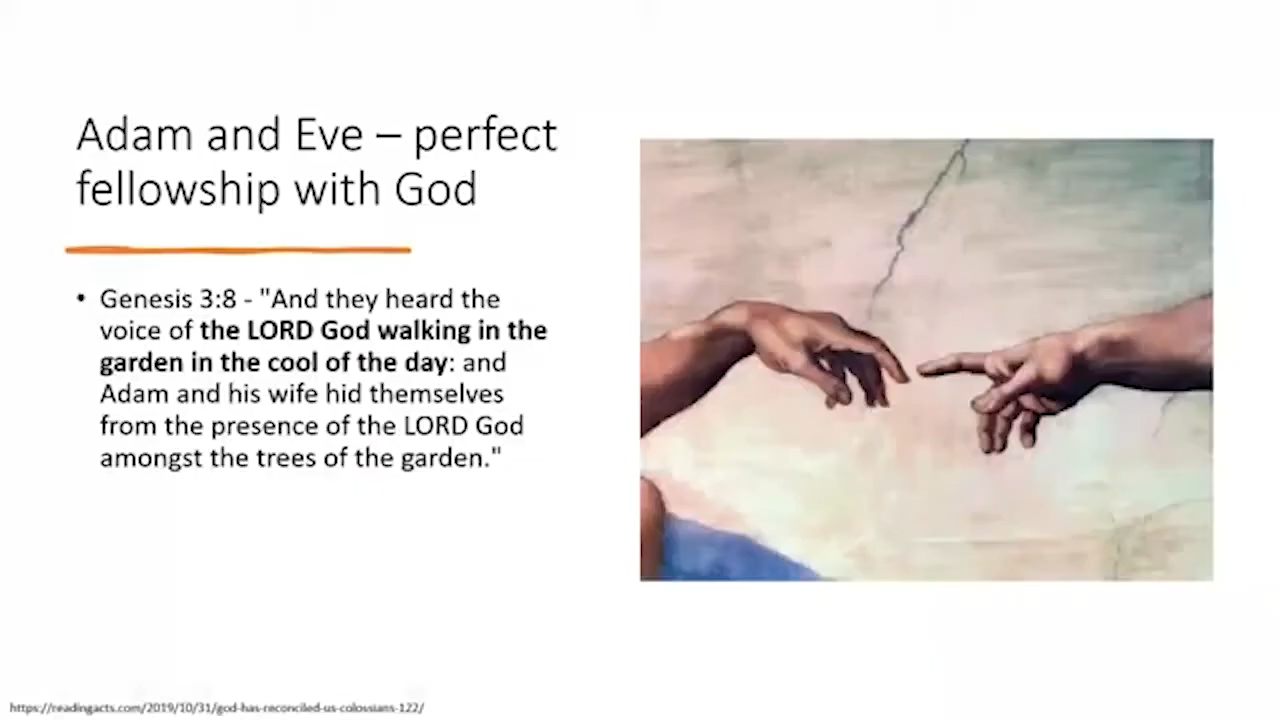 Adam and Eve – perfect
fellowship with God
• Genesis 3:8 - "And they heard the
voice of the LORD God walking in the
garden in the cool of the day: and
Adam and his wife hid themselves
from the presence of the LORD God
amongst the trees of the garden."
https://readingacts.com/2019/10/31/god-has-reconciled-us-colossians-122/